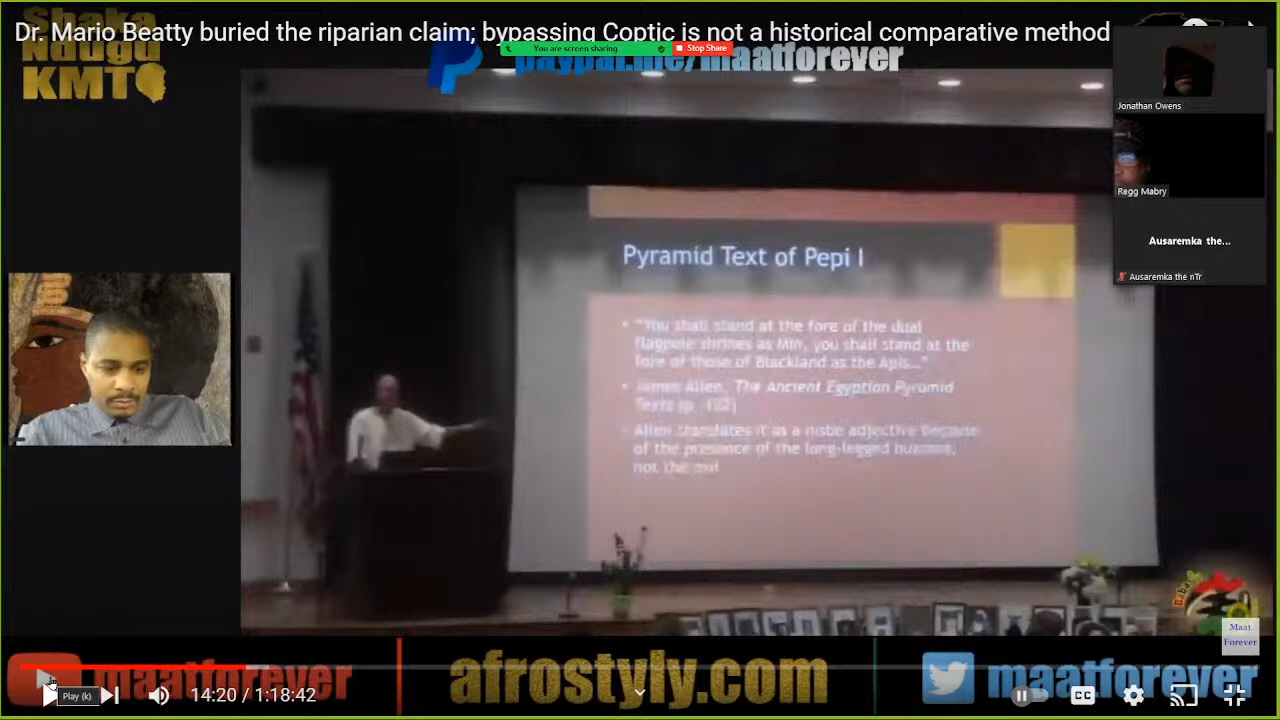 Shaka
Ndugu
KMT
Dr. Mario Beatty buried the riparian claim; bypassing Coptic is not a historical comparative method
You are screen sharing
Stop Share
paypal.me/maatforever
Jonathan Owens
Regg Mabry
Ausaremka the...
Ausaremka the nTr
Pyramid Text of Pepi I
• "You shall stand at the fore of the dual
flagpole shrines as Min, you shall stand at the
fore of those of Blackland as the Apis..."
• James Allen, The Ancient Egyptian Pyramid
Texts (p.
• Allen translates it as a nisbe adjective because
of the presence of the long-legged buzzard,
not the owl
Maat
Forever
maatforever
afrostyly.com
maatforever
Play (k)
14:20 / 1:18:42
CC